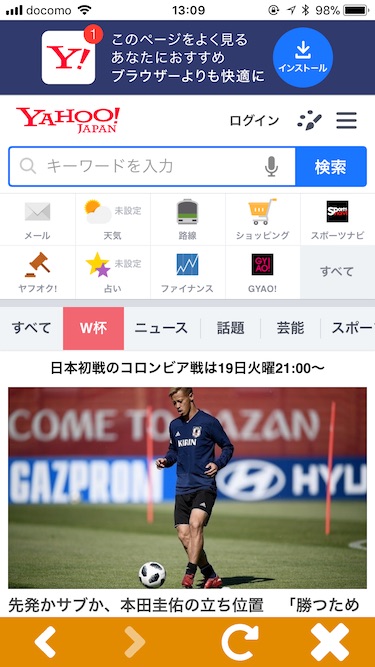 docomo 13:09 98%
Y! 1
このページをよく見る
あなたにおすすめ
ブラウザーよりも快適に
インストール
YAHOO!
JAPAN
ログイン
キーワードを入力
検索
メール
未設定
天気
路線
ショッピング
Sports navi
スポーツナビ
ヤフオク!
未設定
占い
ファイナンス
GYAO!
GYAO!
すべて
すべて W杯 ニュース 話題 芸能 スポー
日本初戦のコロンビア戦は19日火曜21:00〜
COME TO KAZAN
GAZPROM
HYU
KIRIN
先発かサブか、本田圭佑の立ち位置 「勝つため